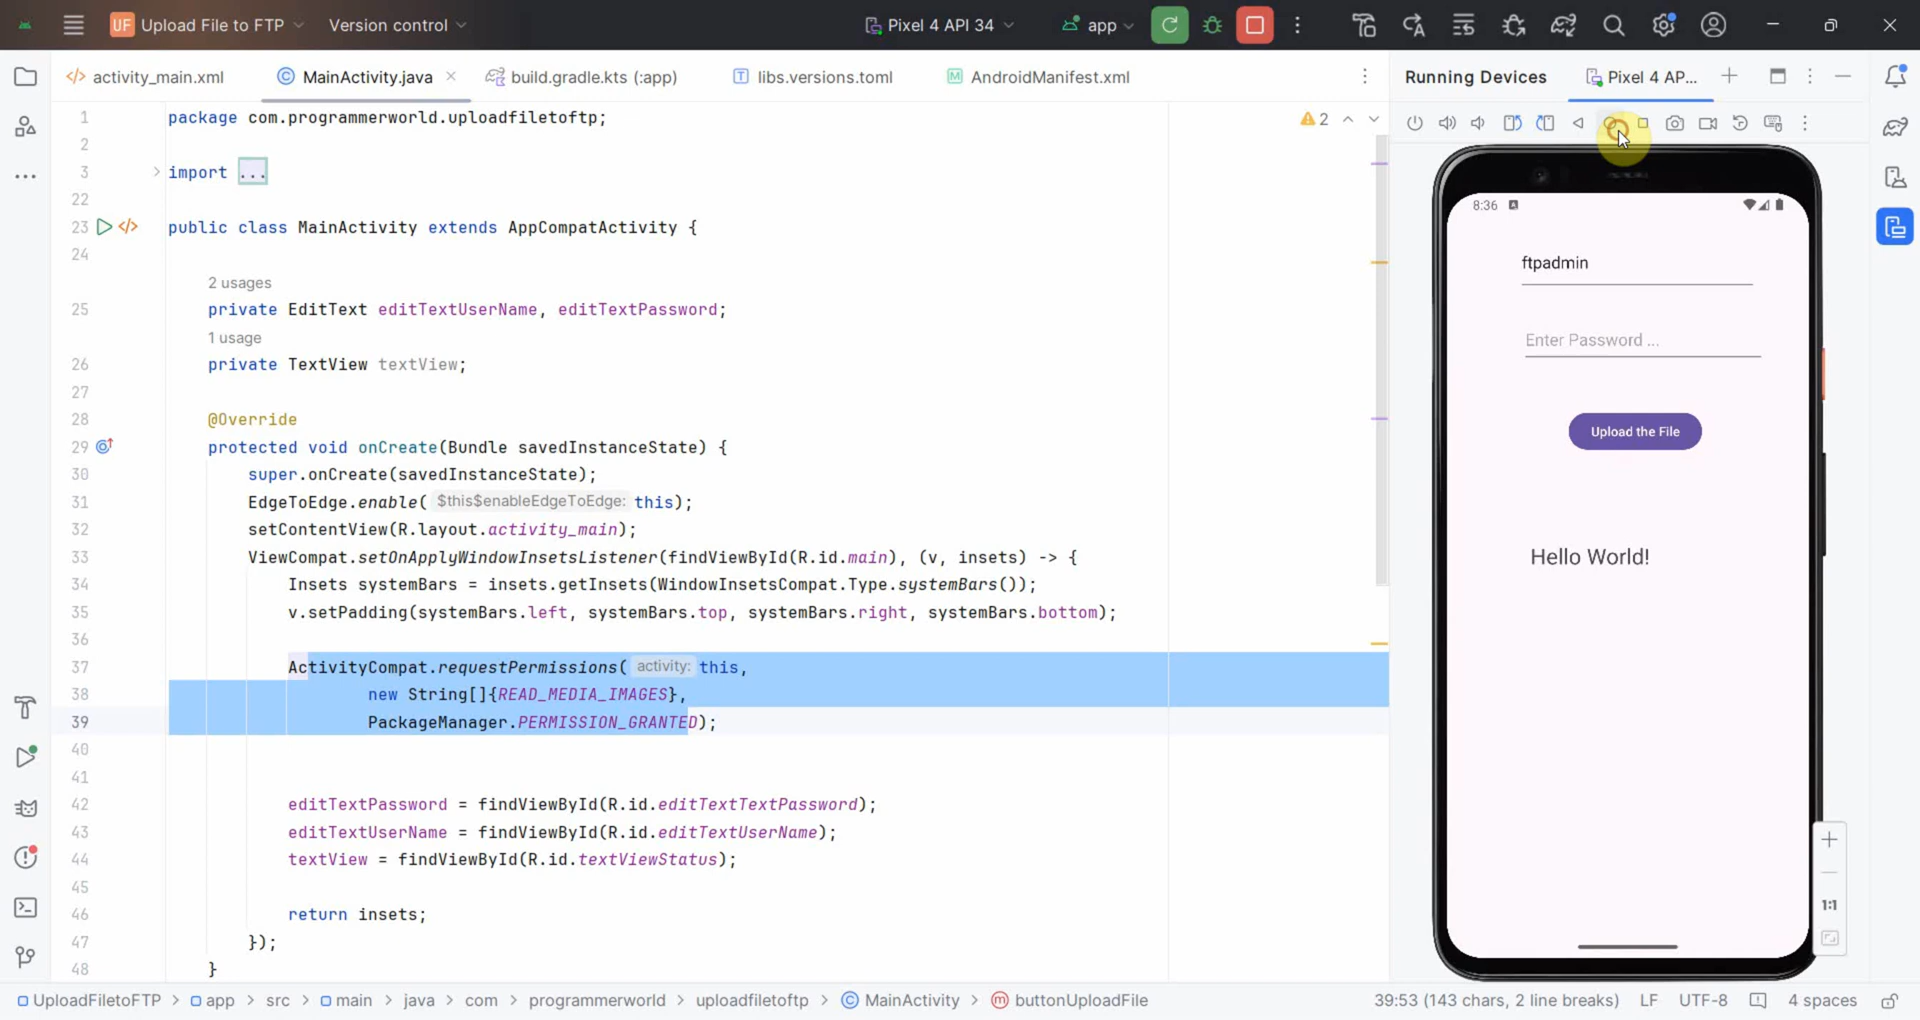 UF Upload File to FTP Version control Pixel 4 API 34 app
activity_main.xml MainActivity.java build.gradle.kts (:app) libs.versions.toml AndroidManifest.xml Running Devices Pixel 4 AP...
1 package com.programmerworld.uploadfiletoftp; 2
2
3 import ...
22
23 public class MainActivity extends AppCompatActivity {
24
2 usages
25 private EditText editTextUserName, editTextPassword;
1 usage
26 private TextView textView;
27
28 @Override
29 protected void onCreate(Bundle savedInstanceState) {
30 super.onCreate(savedInstanceState);
31 EdgeToEdge.enable( $this$enableEdgeToEdge: this);
32 setContentView(R.layout.activity_main);
33 ViewCompat.setOnApplyWindowInsetsListener(findViewById(R.id.main), (v, insets) -> {
34 Insets systemBars = insets.getInsets(WindowInsetsCompat.Type.systemBars());
35 v.setPadding(systemBars.left, systemBars.top, systemBars.right, systemBars.bottom);
36
37 ActivityCompat.requestPermissions( activity: this,
38 new String[]{READ_MEDIA_IMAGES},
39 PackageManager.PERMISSION_GRANTED);
40
41
42 editTextPassword = findViewById(R.id.editTextTextPassword);
43 editTextUserName = findViewById(R.id.editTextUserName);
44 textView = findViewById(R.id.textViewStatus);
45
46 return insets;
47 });
48 }
8:36
ftpadmin
Enter Password ...
Upload the File
Hello World!
1:1
UploadFiletoFTP > app > src > main > java > com > programmerworld > uploadfiletoftp > MainActivity > buttonUploadFile 39:53 (143 chars, 2 line breaks) LF UTF-8 4 spaces